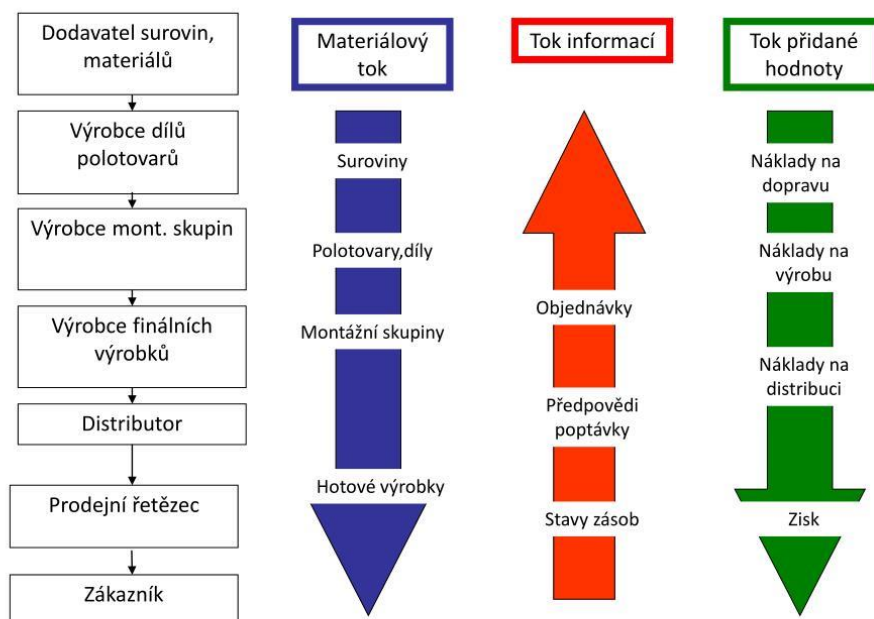 Dodavatel surovin,
materiálů
Výrobce dílů
polotovarů
Výrobce mont. skupin
Výrobce finálních
výrobků
Distributor
Prodejní řetězec
Zákazník
Materiálový
tok
Suroviny
Polotovary,díly
Montážní skupiny
Hotové výrobky
Tok informací
Objednávky
Předpovědi
poptávky
Stavy zásob
Tok přidané
hodnoty
Náklady na
dopravu
Náklady na
výrobu
Náklady na
distribuci
Zisk